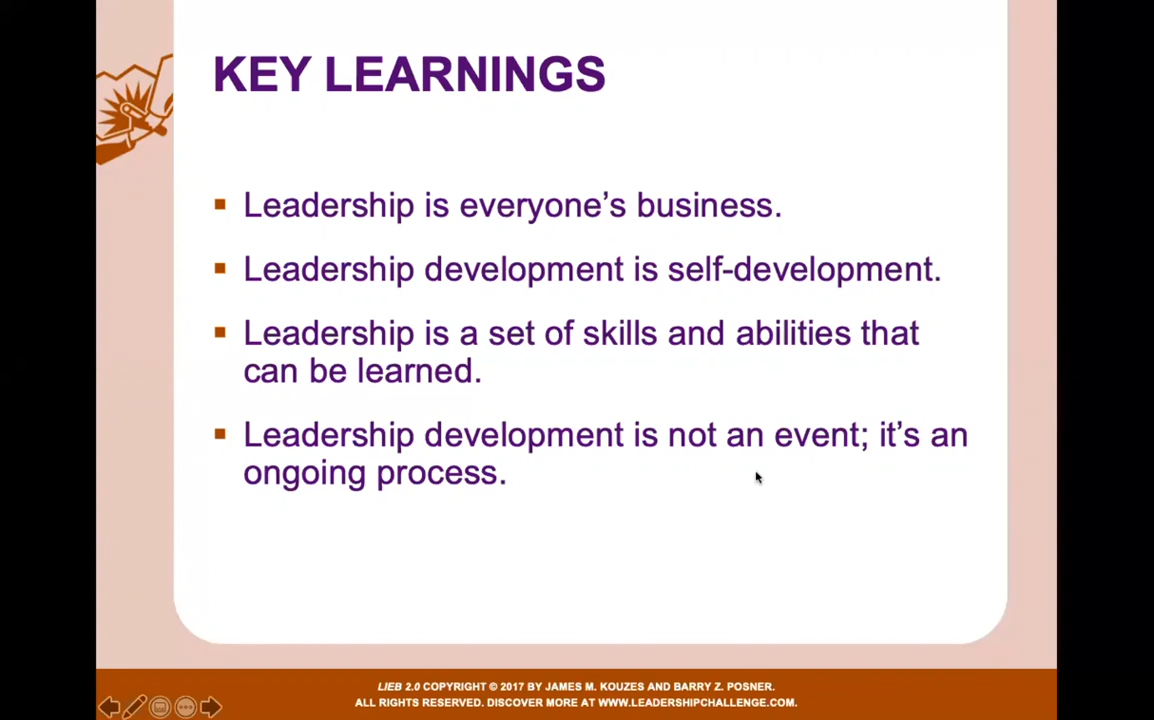 KEY LEARNINGS
Leadership is everyone’s business.
Leadership development is self-development.
Leadership is a set of skills and abilities that
can be learned.
Leadership development is not an event; it’s an
ongoing process.
LIEB 2.0 COPYRIGHT © 2017 BY JAMES M. KOUZES AND BARRY Z. POSNER.
ALL RIGHTS RESERVED. DISCOVER MORE AT WWW.LEADERSHIPCHALLENGE.COM.